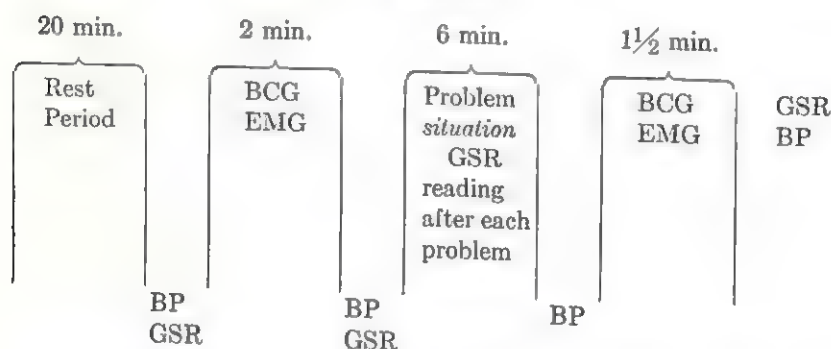 20 min.
2 min.
6 min.
1½ min.
Rest
Period
BCG
EMG
Problem
situation
GSR
reading
after each
problem
BCG
EMG
GSR
BP
BP
GSR
BP
GSR
BP